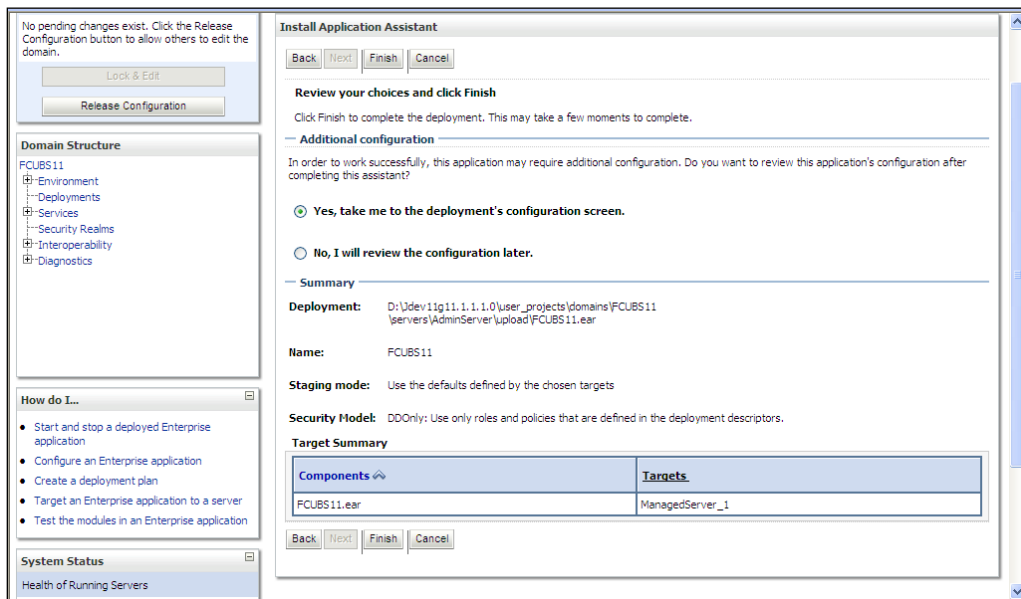 No pending changes exist. Click the Release
Configuration button to allow others to edit the
domain.
Lock & Edit
Release Configuration
Domain Structure
FCUBS11
Environment
Deployments
Services
Security Realms
Interoperability
Diagnostics
How do I...
Start and stop a deployed Enterprise
application
Configure an Enterprise application
Create a deployment plan
Target an Enterprise application to a server
Test the modules in an Enterprise application
System Status
Health of Running Servers
Install Application Assistant
Back Next Finish Cancel
Review your choices and click Finish
Click Finish to complete the deployment. This may take a few moments to complete.
Additional configuration
In order to work successfully, this application may require additional configuration. Do you want to review this application's configuration after
completing this assistant?
Yes, take me to the deployment's configuration screen.
No, I will review the configuration later.
Summary
Deployment: D:\Jdev11g11.1.1.1.0\user_projects\domains\FCUBS11
\servers\AdminServer\upload\FCUBS11.ear
Name: FCUBS11
Staging mode: Use the defaults defined by the chosen targets
Security Model: DDOnly: Use only roles and policies that are defined in the deployment descriptors.
Target Summary
Components Targets
FCUBS11.ear ManagedServer_1
Back Next Finish Cancel